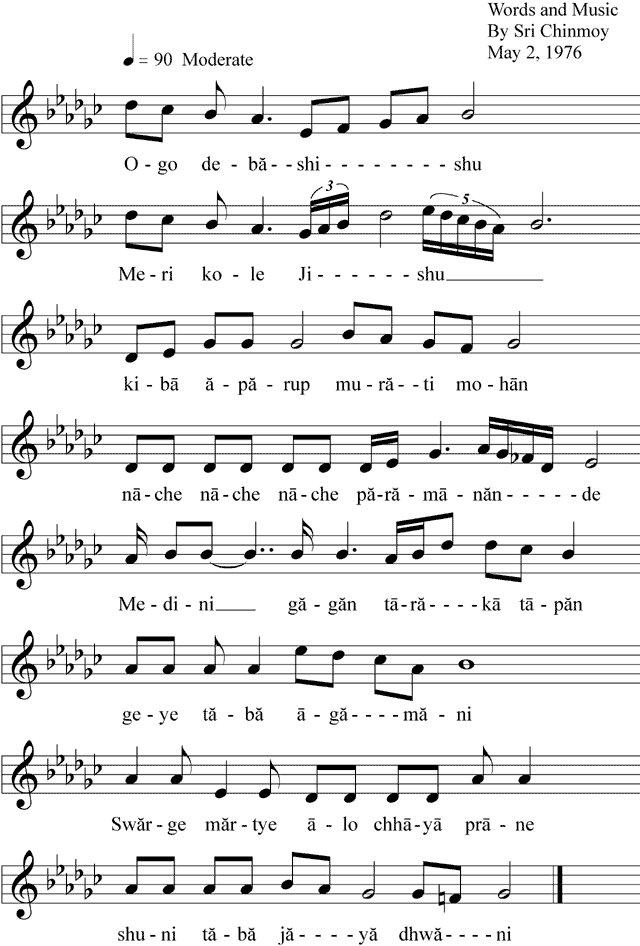 Words and Music
By Sri Chinmoy
May 2, 1976
= 90 Moderate
O - go de - bā - - shi - - - - - - - - shu
3 5
Me - ri ko - le Ji - - - - - - shu
ki - bā ă - pă - rup mu - ră - ti mo - hān
nā - che nā - che nā - che pă - ră - mā - năn - - - - - de
Me - di - ni gă - găn tā - ră - - - - kā tā - păn
ge - ye tă - bă ā - gă - - - - mă - ni
Swăr - ge măr - tye ā - lo chhā - yā prā - ne
shu - ni tă - bă jă - - - - yă dhwă - - - - ni